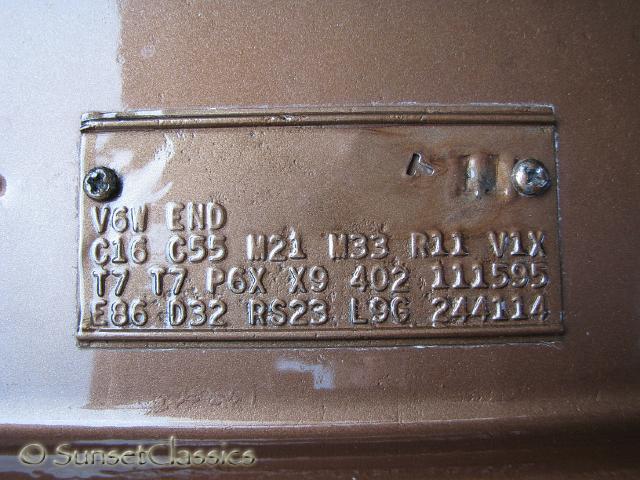 V6W END
C16 C55 M21 M33 R11 V1X
T7 T7 P6X X9 402 111595
E86 D32 RS23 L9G 244114
© SunsetClassics